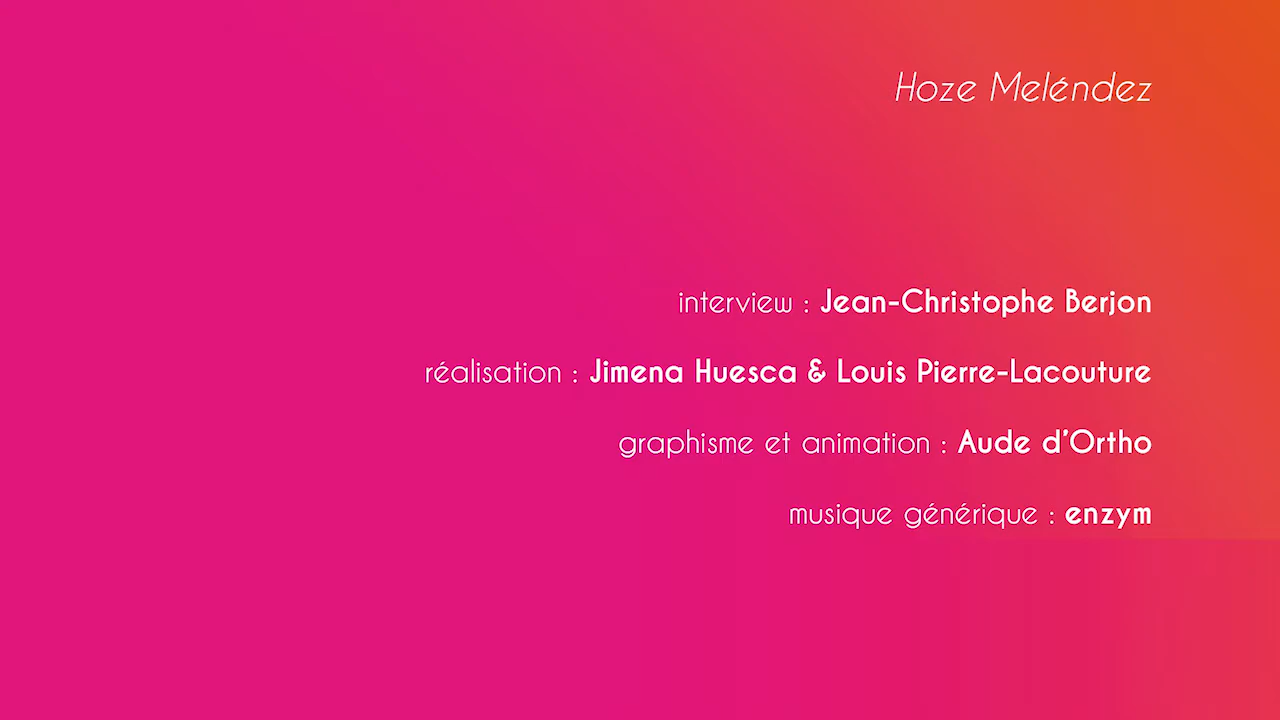 Hoze Meléndez
interview : Jean-Christophe Berjon
réalisation : Jimena Huesca & Louis Pierre-Lacouture
graphisme et animation : Aude d'Ortho
musique générique : enzym